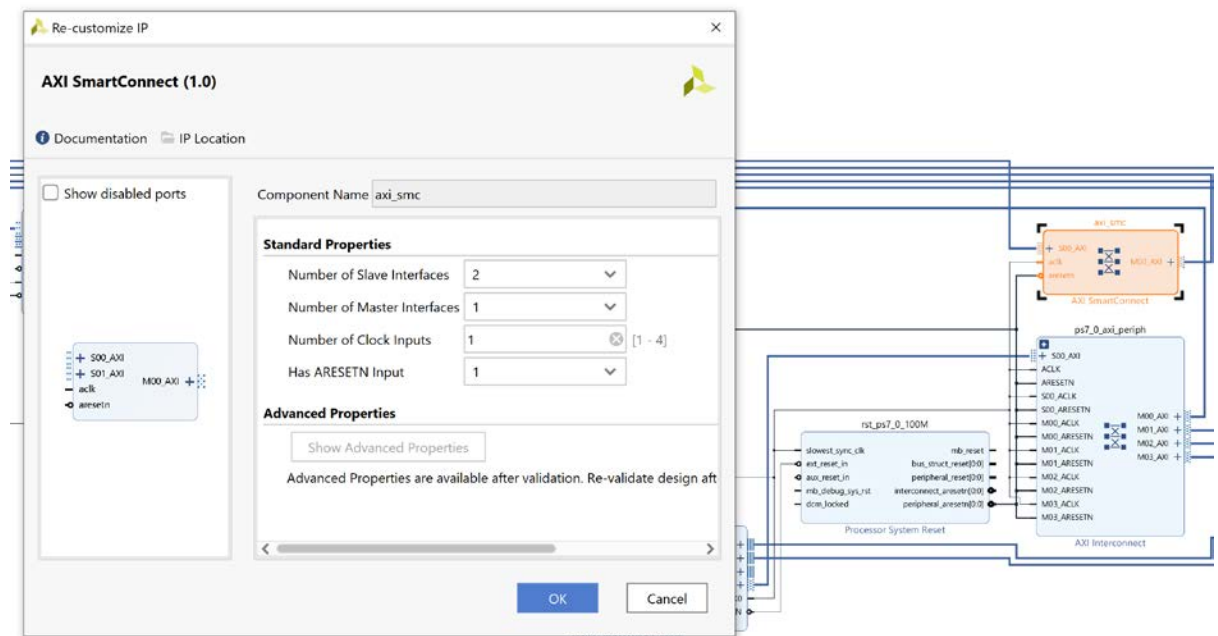 Re-customize IP
AXI SmartConnect (1.0)
Documentation IP Location
Show disabled ports
S00_AXI
S01_AXI
aclk
aresetn
M00_AXI
Component Name axi_smc
Standard Properties
Number of Slave Interfaces 2
Number of Master Interfaces 1
Number of Clock Inputs 1 [1 - 4]
Has ARESETN Input 1
Advanced Properties
Show Advanced Properties
Advanced Properties are available after validation. Re-validate design aft
OK Cancel
axi_smc
S00_AXI
aclk
aresetn
M00_AXI
AXI SmartConnect
rst_ps7_0_100M
slowest_sync_clk
ext_reset_in
aux_reset_in
mb_debug_sys_rst
dcm_locked
mb_reset
bus_struct_reset[0:0]
peripheral_reset[0:0]
interconnect_aresetn[0:0]
peripheral_aresetn[0:0]
Processor System Reset
ps7_0_axi_periph
S00_AXI
ACLK
ARESETN
S00_ACLK
S00_ARESETN
M00_ACLK
M00_ARESETN
M01_ACLK
M01_ARESETN
M02_ACLK
M02_ARESETN
M03_ACLK
M03_ARESETN
M00_AXI
M01_AXI
M02_AXI
M03_AXI
AXI Interconnect